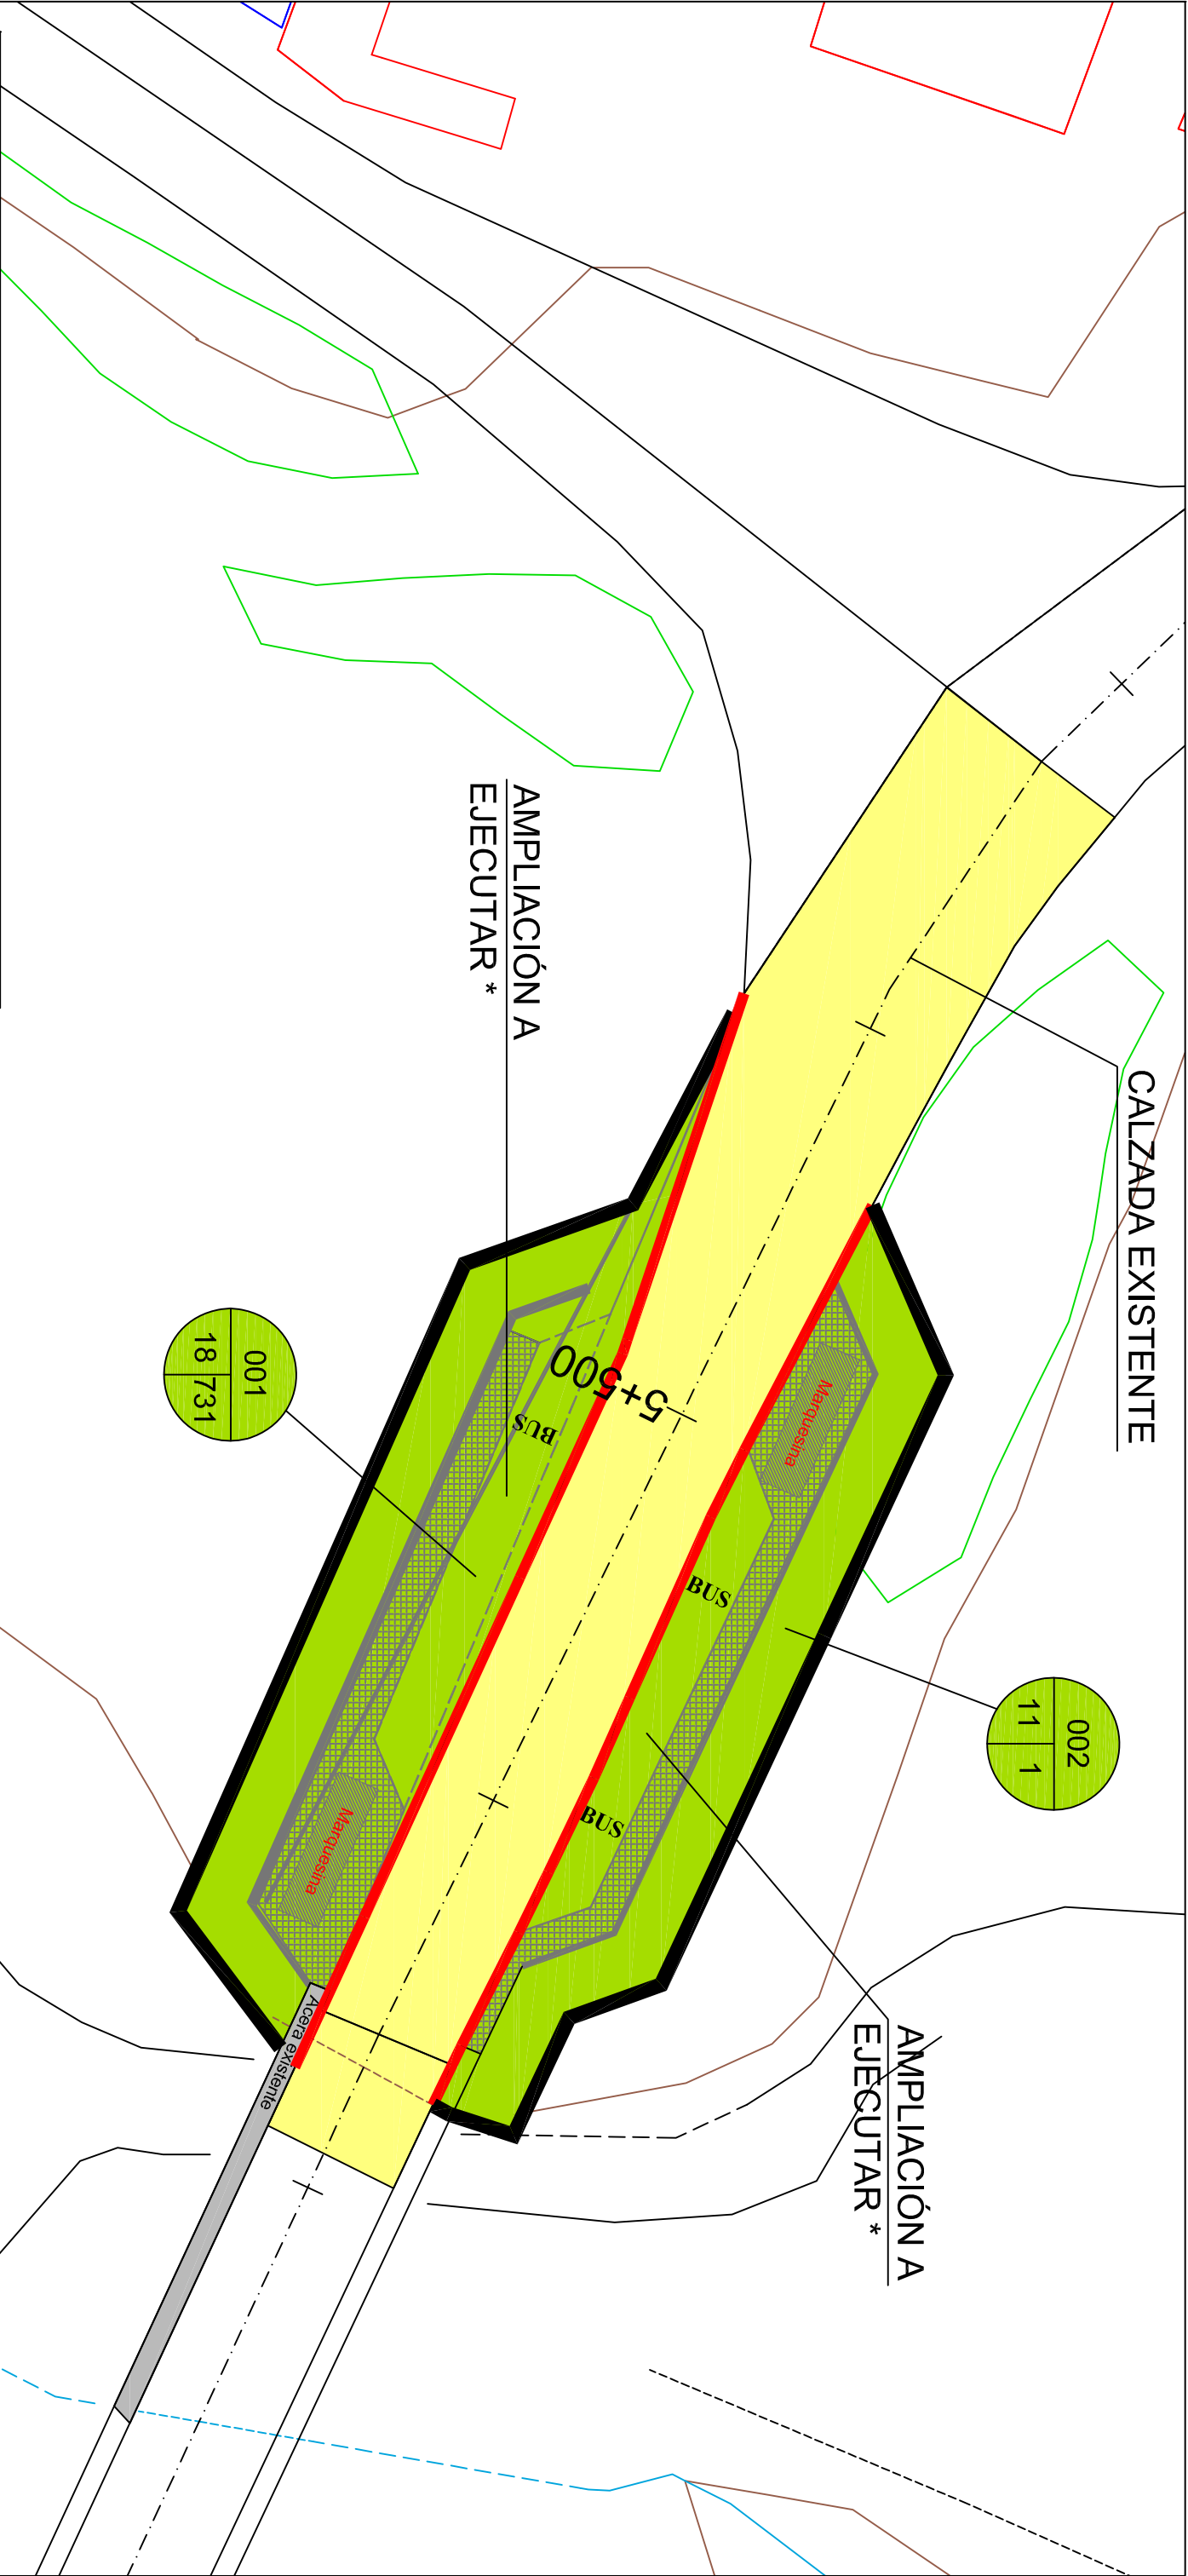 CALZADA EXISTENTE
AMPLIACIÓN A
EJECUTAR *
5+500
BUS
Marquesina
001
18 731
BUS
002
11 1
BUS
Marquesina
Acera existente
AMPLIACIÓN A
EJECUTAR *